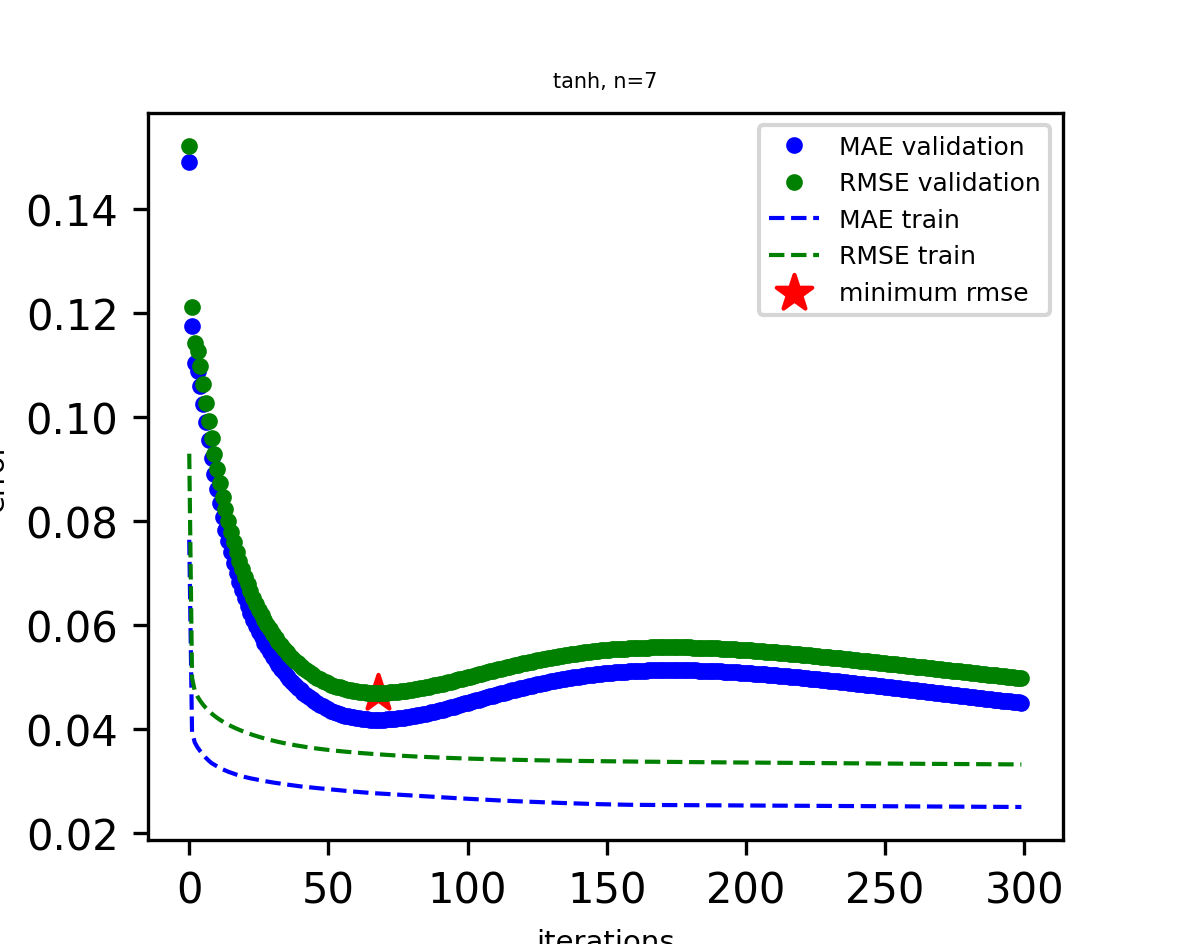 tanh, n=7
MAE validation
RMSE validation
MAE train
RMSE train
minimum rmse
0.14
0.12
0.10
0.08
0.06
0.04
0.02
0 50 100 150 200 250 300
iterations